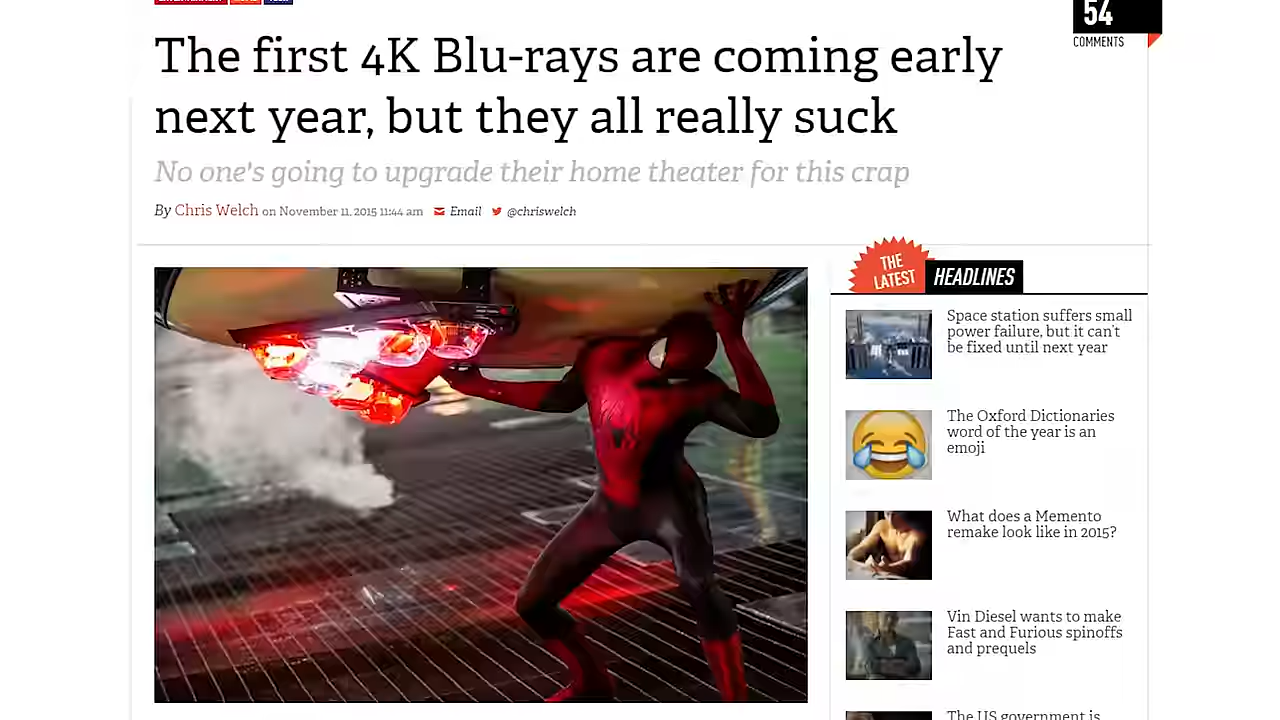 54
COMMENTS
The first 4K Blu-rays are coming early
next year, but they all really suck
No one's going to upgrade their home theater for this crap
By Chris Welch on November 11, 2015 11:44 am Email @chriswelch
THE
LATEST
HEADLINES
Space station suffers small
power failure, but it can't
be fixed until next year
The Oxford Dictionaries
word of the year is an
emoji
What does a Memento
remake look like in 2015?
Vin Diesel wants to make
Fast and Furious spinoffs
and prequels
The US government is